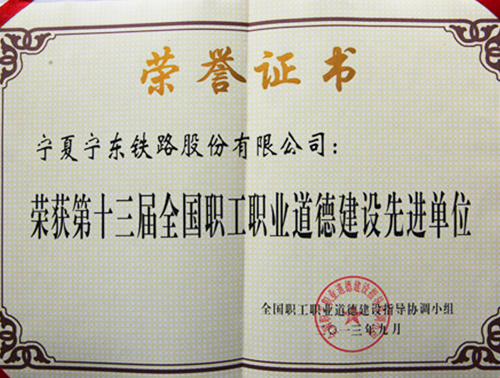 荣誉证书
宁夏宁东铁路股份有限公司：
荣获第十三届全国职工职业道德建设先进单位
全国职工职业道德建设指导协调小组
二〇一三年九月